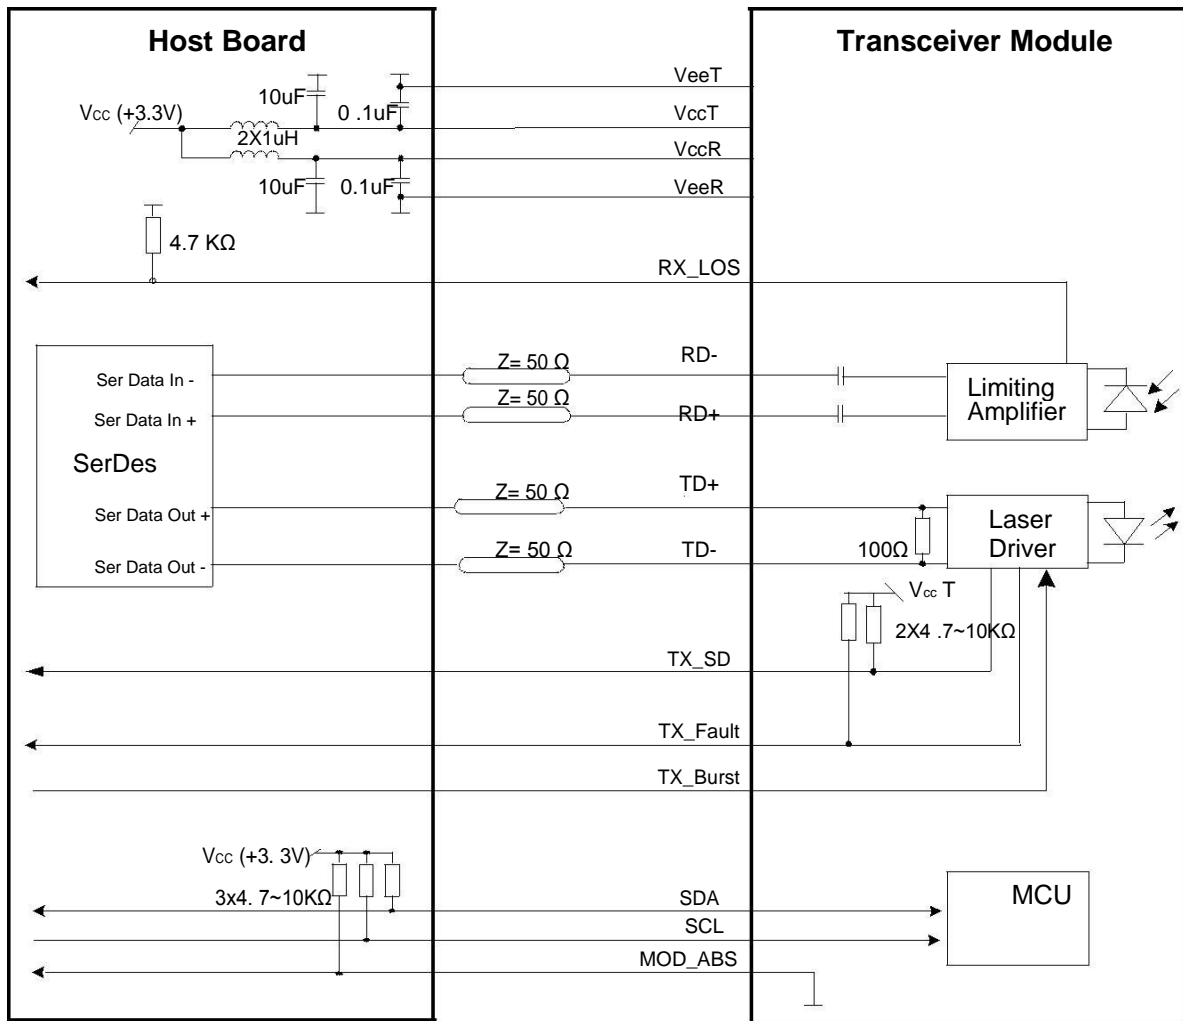 Host Board
Transceiver Module
VeeT
10uF
0 .1uF
Vcc (+3.3V)
VccT
2X1uH
VccR
10uF
0.1uF
VeeR
4.7 KΩ
RX_LOS
Z= 50 Ω
RD-
Ser Data In -
Z= 50 Ω
RD+
Ser Data In +
Limiting
Amplifier
SerDes
TD+
Z= 50 Ω
Ser Data Out +
Laser
Driver
Z= 50 Ω
TD-
100Ω
Ser Data Out -
Vcc T
2X4 .7~10KΩ
TX_SD
TX_Fault
TX_Burst
Vcc (+3. 3V)
3x4. 7~10KΩ
SDA
MCU
SCL
MOD_ABS